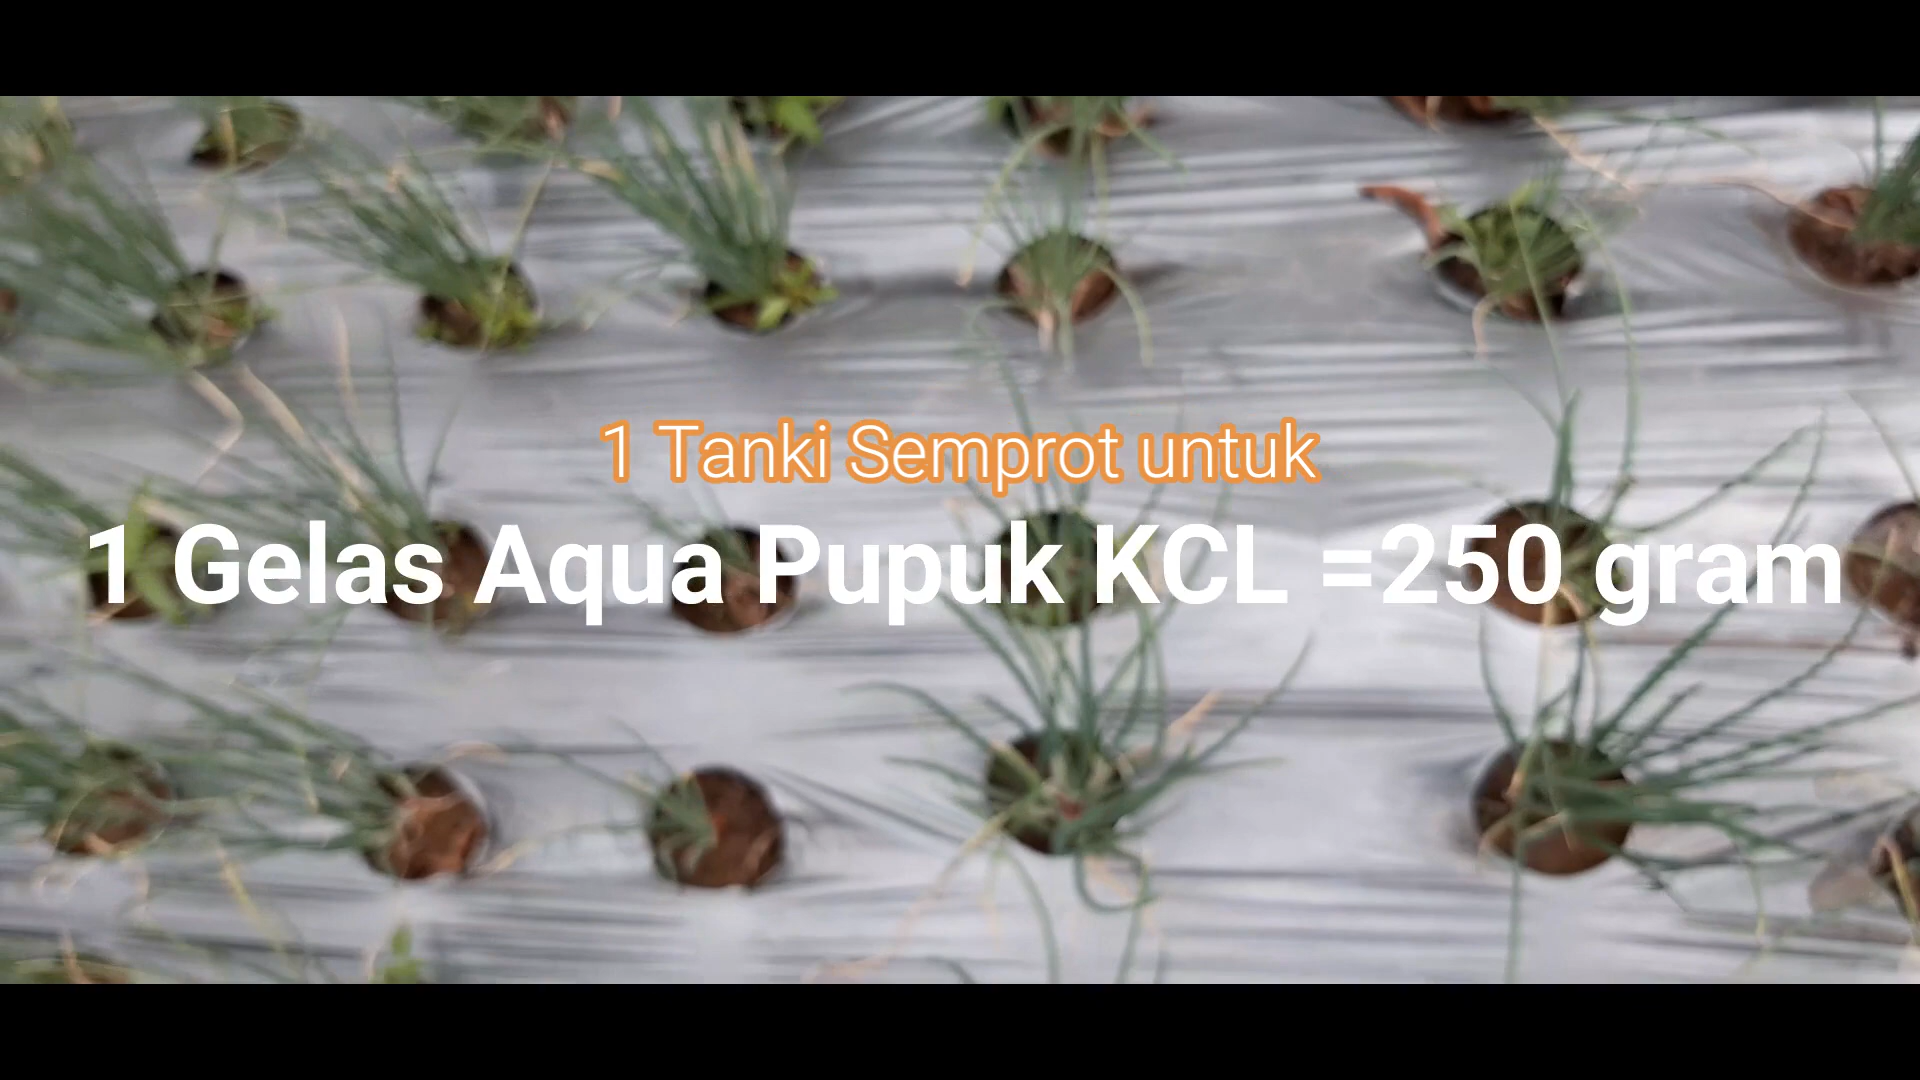 1 Tanki Semprot untuk
1 Gelas Aqua Pupuk KCL =250 gram